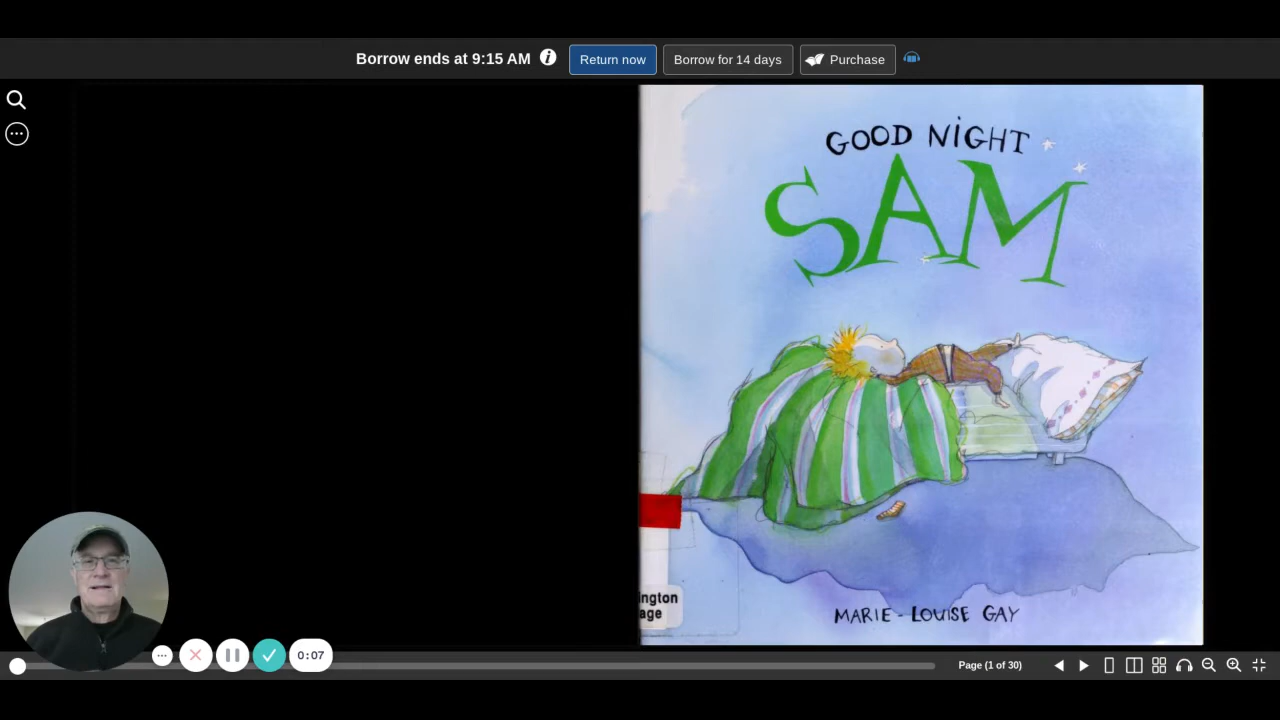 Borrow ends at 9:15 AM
Return now
Borrow for 14 days
Purchase
GOOD NiGHT
SAM
ington
age
MARIE-LOUISE GAY
0:07
Page (1 of 30)